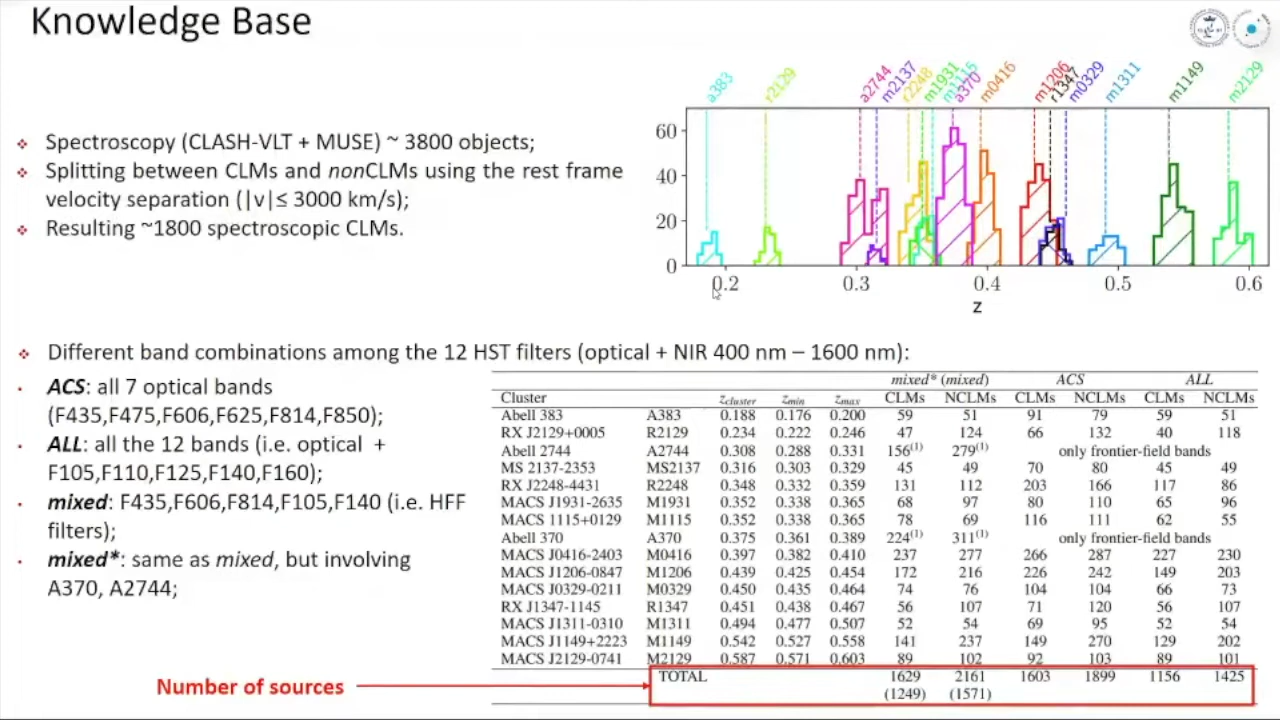 Knowledge Base
Spectroscopy (CLASH-VLT + MUSE) ~ 3800 objects;
Splitting between CLMs and nonCLMs using the rest frame
velocity separation (|v|≤ 3000 km/s);
Resulting ~1800 spectroscopic CLMs.
a383 r2129 a2744 m2137 r2248 m1931 m1115 a370 m0416 m1206 r1347 m0329 m1311 m1149 m2129
60
40
20
0
0.2 0.3 0.4 0.5 0.6
z
Different band combinations among the 12 HST filters (optical + NIR 400 nm – 1600 nm):
ACS: all 7 optical bands
(F435,F475,F606,F625,F814,F850);
ALL: all the 12 bands (i.e. optical +
F105,F110,F125,F140,F160);
mixed: F435,F606,F814,F105,F140 (i.e. HFF
filters);
mixed*: same as mixed, but involving
A370, A2744;
mixed* (mixed) ACS ALL
Cluster zcluster zmin zmax CLMs NCLMs CLMs NCLMs CLMs NCLMs
Abell 383 A383 0.188 0.176 0.200 59 51 91 79 59 51
RX J2129+0005 R2129 0.234 0.222 0.246 47 124 66 132 40 118
Abell 2744 A2744 0.308 0.288 0.331 156(1) 279(1) only frontier-field bands
MS 2137-2353 MS2137 0.316 0.303 0.329 45 49 70 80 45 49
RX J2248-4431 R2248 0.348 0.332 0.359 131 112 203 166 117 86
MACS J1931-2635 M1931 0.352 0.338 0.365 68 97 80 110 65 96
MACS 1115+0129 M1115 0.352 0.338 0.365 78 69 116 111 62 55
Abell 370 A370 0.375 0.361 0.389 224(1) 311(1) only frontier-field bands
MACS J0416-2403 M0416 0.397 0.382 0.410 237 277 266 287 227 230
MACS J1206-0847 M1206 0.439 0.425 0.454 172 216 226 242 149 203
MACS J0329-0211 M0329 0.450 0.435 0.464 74 76 104 104 66 73
RX J1347-1145 R1347 0.451 0.438 0.467 56 107 71 120 56 107
MACS J1311-0310 M1311 0.494 0.477 0.507 52 54 69 95 52 54
MACS J1149+2223 M1149 0.542 0.527 0.558 141 237 149 270 129 202
MACS J2129-0741 M2129 0.587 0.571 0.603 89 102 92 103 89 101
TOTAL 1629 2161 1603 1899 1156 1425
(1249) (1571)
Number of sources